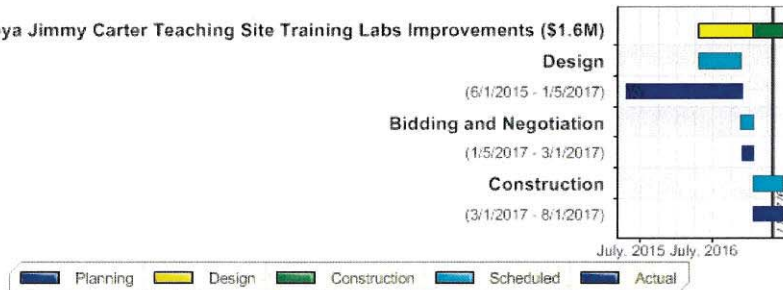 ya Jimmy Carter Teaching Site Training Labs Improvements ($1.6M)
Design
(6/1/2015 - 1/5/2017)
Bidding and Negotiation
(1/5/2017 - 3/1/2017)
Construction
(3/1/2017 - 8/1/2017)
July, 2015 July, 2016
Planning Design Construction Scheduled Actual